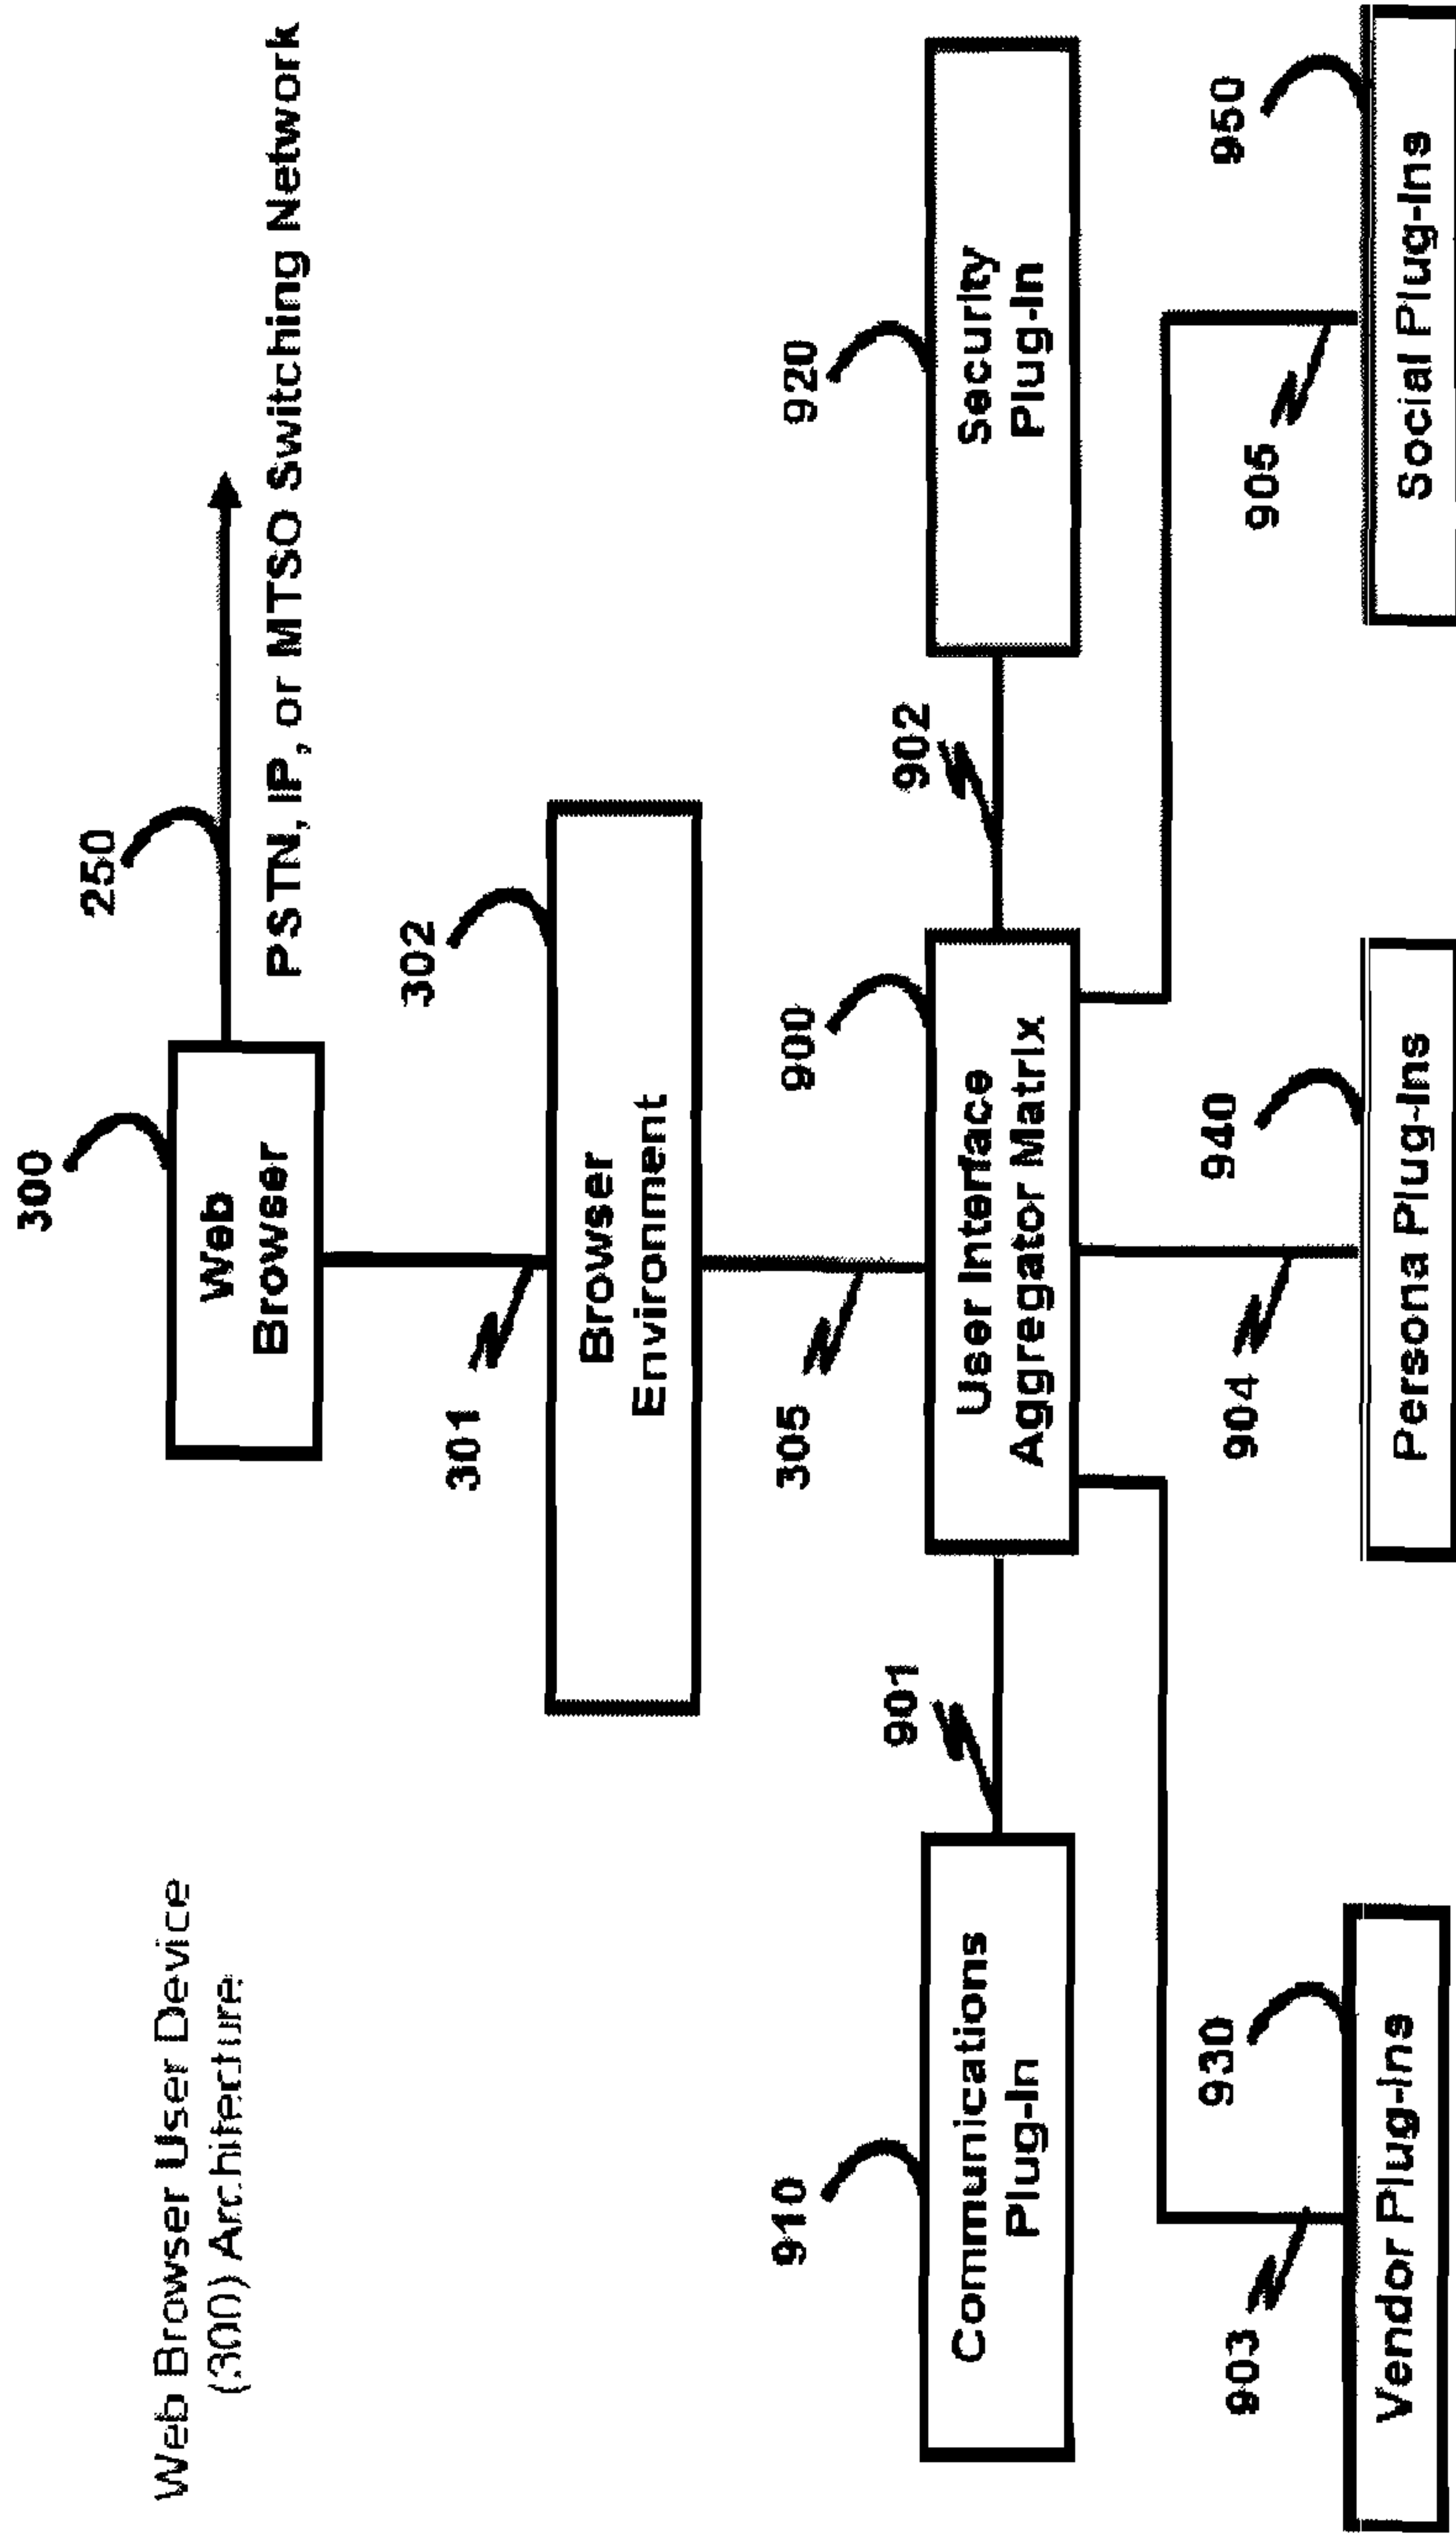 Web Browser User Device
(300) Architecture
300
Web
Browser
250
PSTN, IP, or MTSO Switching Network
301
302
Browser
Environment
305
900
User Interface
Aggregator Matrix
910
Communications
Plug-In
901
902
920
Security
Plug-In
903
930
Vendor Plug-Ins
904
940
Persona Plug-Ins
905
950
Social Plug-Ins